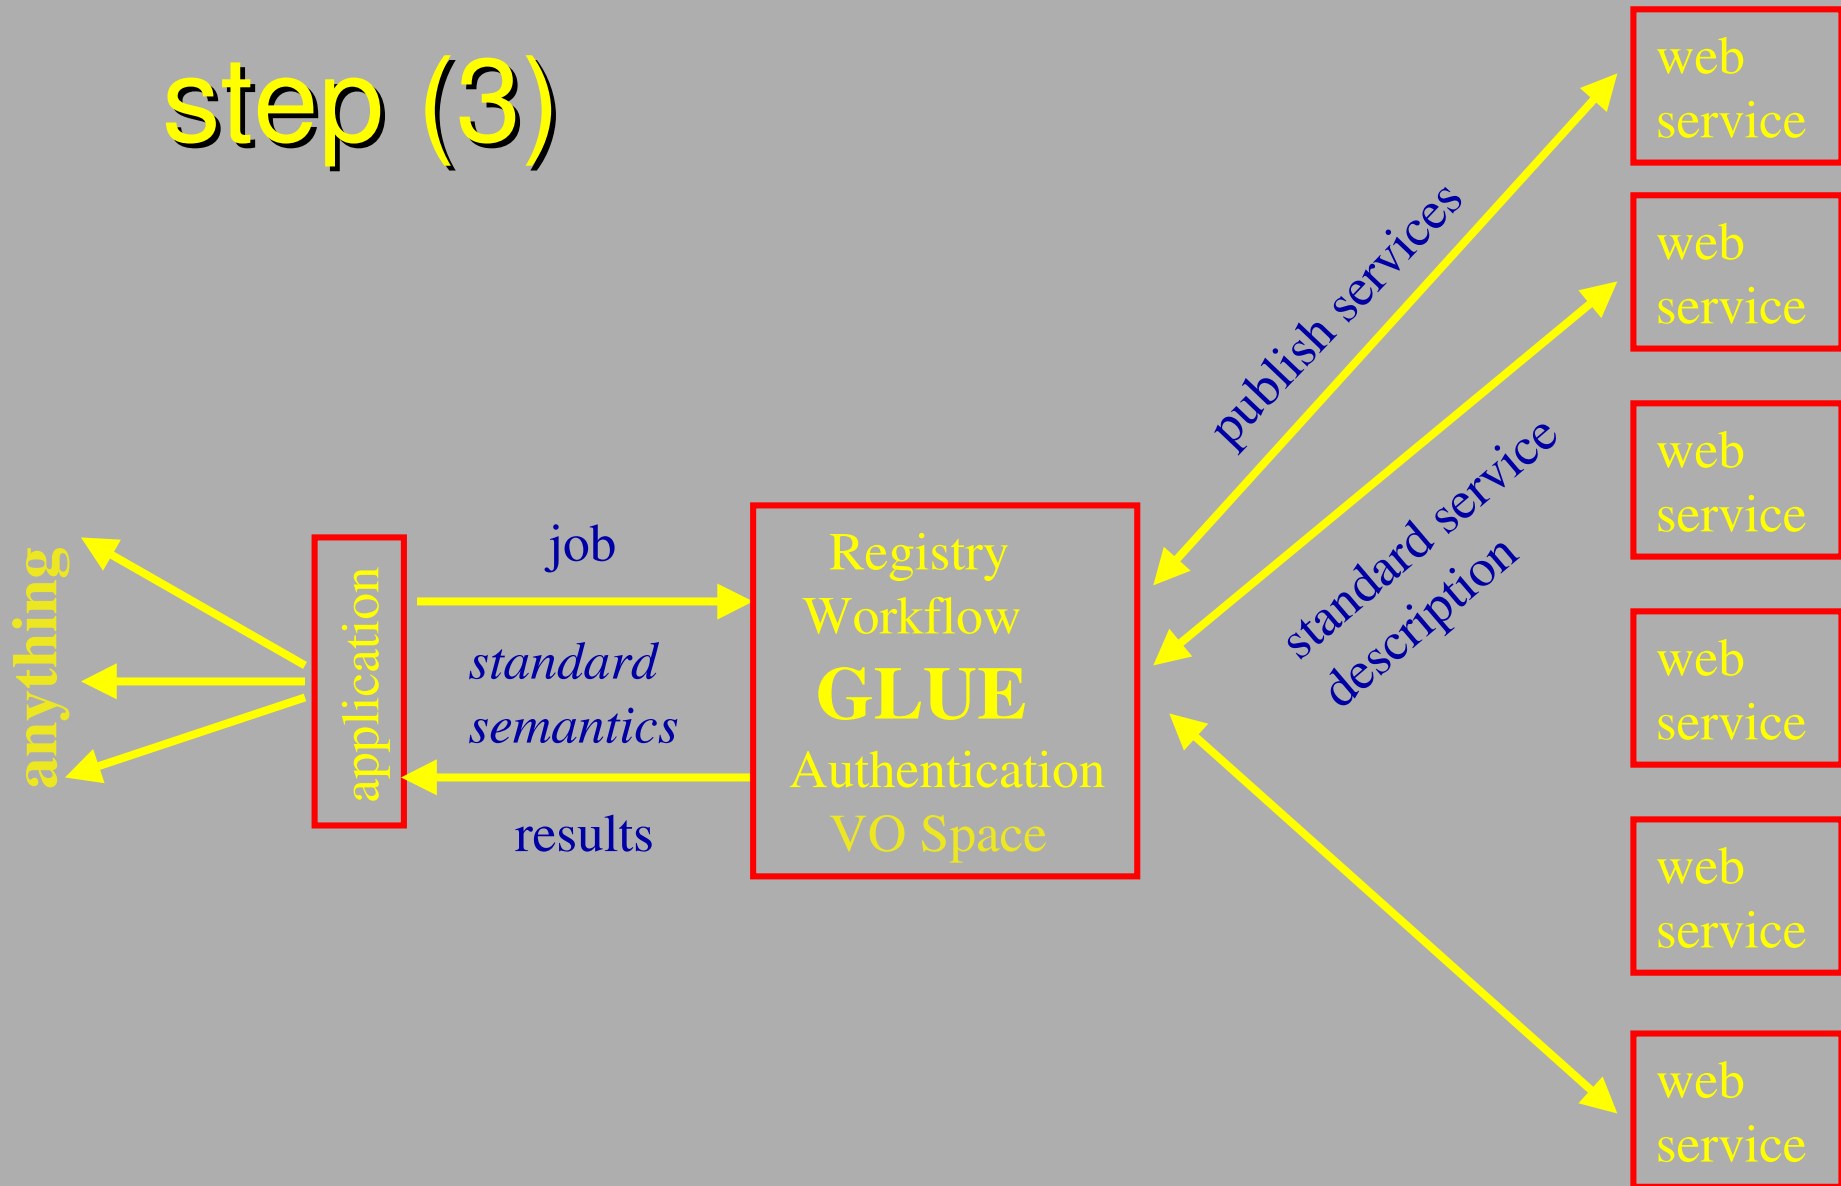 step (3)
anything
application
job
standard
semantics
results
Registry
Workflow
GLUE
Authentication
VO Space
publish services
standard service
description
web
service
web
service
web
service
web
service
web
service
web
service